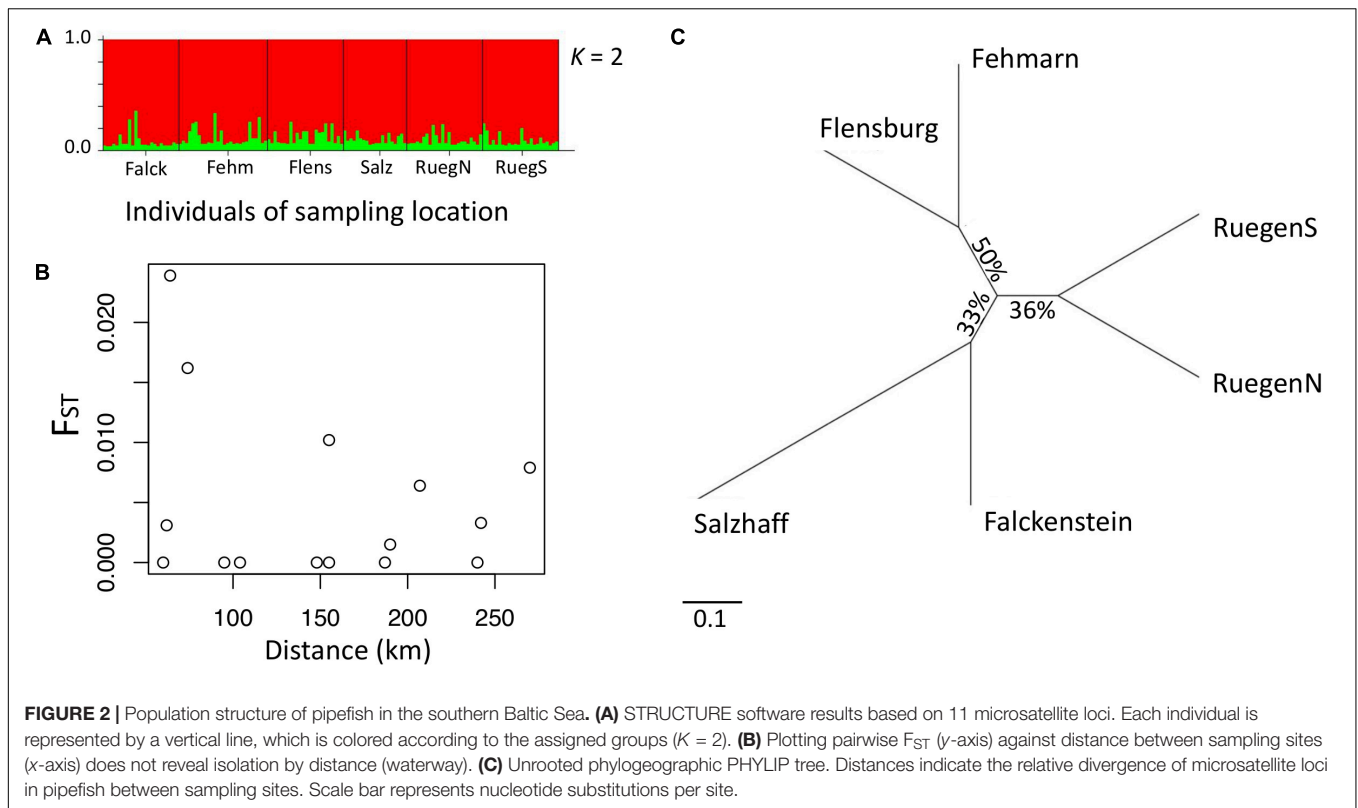 A
1.0
K = 2
0.0
Falck Fehm Flens Salz RuegN RuegS
Individuals of sampling location
B
0.020
0.010
0.000
FST
100 150 200 250
Distance (km)
C
Fehmarn
Flensburg
RuegenS
50%
33%
36%
RuegenN
Salzhaff
Falckenstein
0.1
FIGURE 2 | Population structure of pipefish in the southern Baltic Sea. (A) STRUCTURE software results based on 11 microsatellite loci. Each individual is
represented by a vertical line, which is colored according to the assigned groups (K = 2). (B) Plotting pairwise FST (y-axis) against distance between sampling sites
(x-axis) does not reveal isolation by distance (waterway). (C) Unrooted phylogeographic PHYLIP tree. Distances indicate the relative divergence of microsatellite loci
in pipefish between sampling sites. Scale bar represents nucleotide substitutions per site.